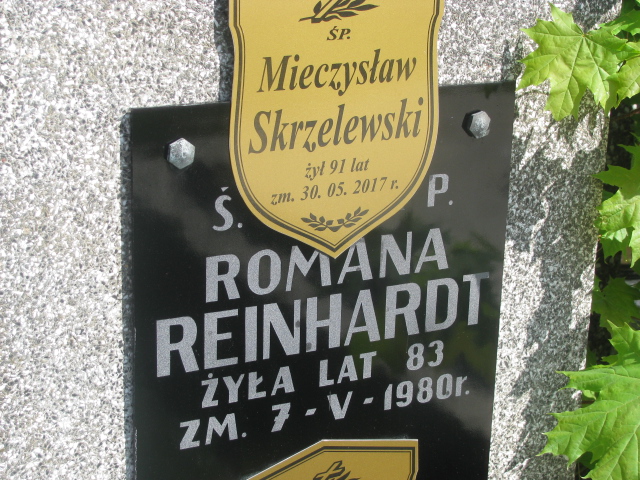 ŚP.
Mieczysław
Skrzelewski
żył 91 lat
zm. 30. 05. 2017 r.
Ś. P.
ROMANA
REINHARDT
ŻYŁA LAT 83
ZM. 7-V-1980r.